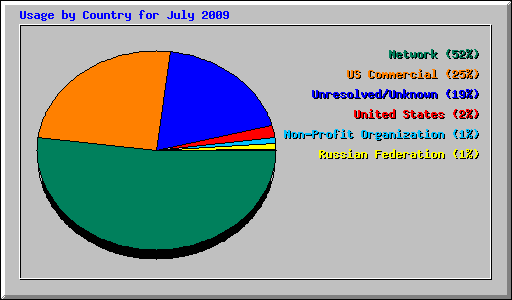 Usage by Country for July 2009
Network (52%)
US Commercial (25%)
Unresolved/Unknown (19%)
United States (2%)
Non-Profit Organization (1%)
Russian Federation (1%)